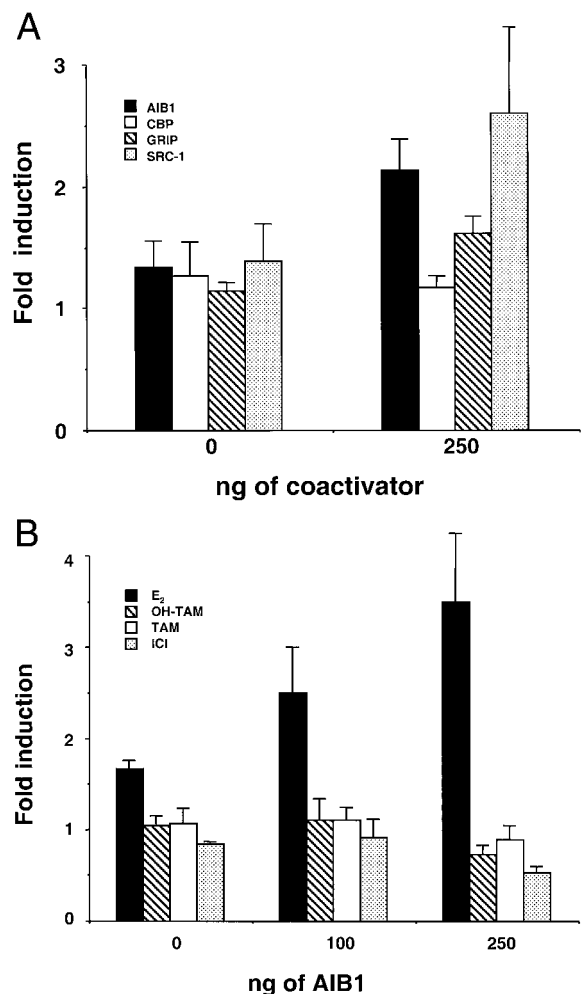 A
3
2
1
0
Fold induction
AIB1
CBP
GRIP
SRC-1
0 250
ng of coactivator
B
4
3
2
1
0
Fold induction
E₂
OH-TAM
TAM
ICI
0 100 250
ng of AIB1